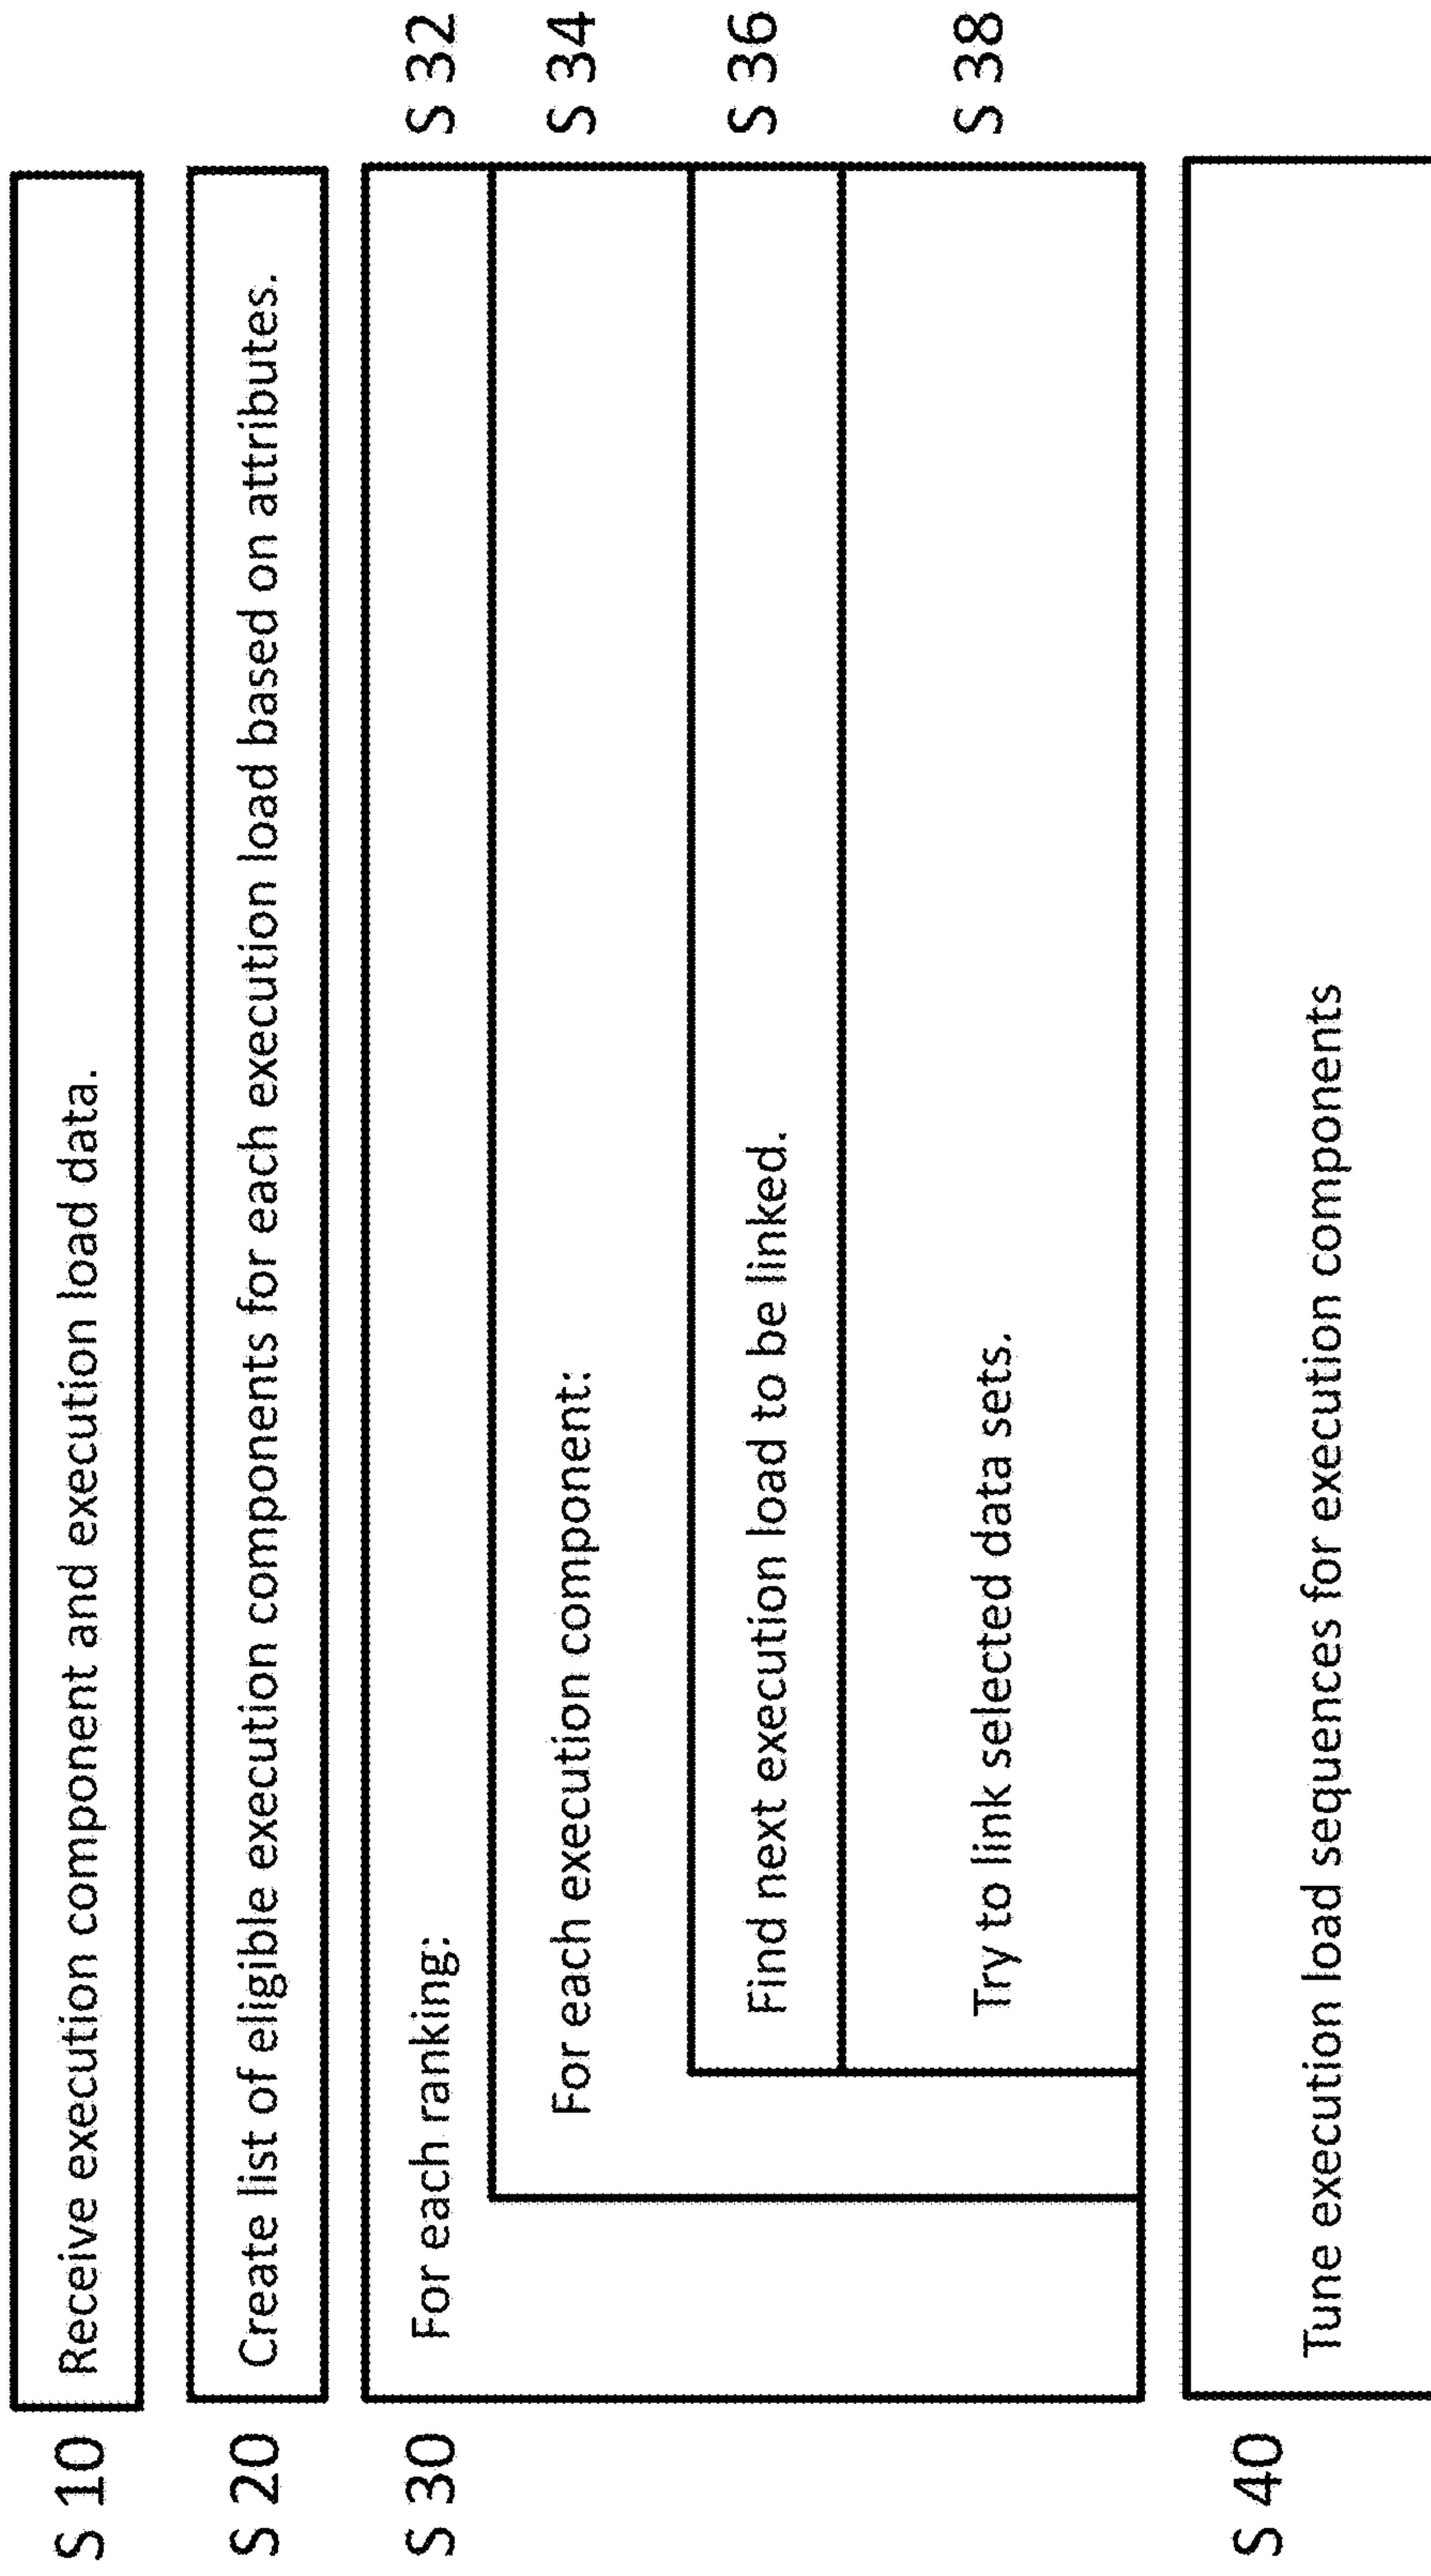 S 10 Receive execution component and execution load data.
S 20 Create list of eligible execution components for each execution load based on attributes.
S 30 For each ranking: S 32
For each execution component: S 34
Find next execution load to be linked. S 36
Try to link selected data sets. S 38
S 40 Tune execution load sequences for execution components